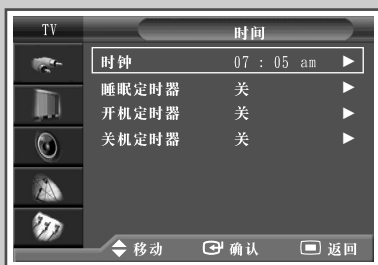 TV 时间
时钟 07 : 05 am
睡眠定时器 关
开机定时器 关
关机定时器 关
移动 确认 返回